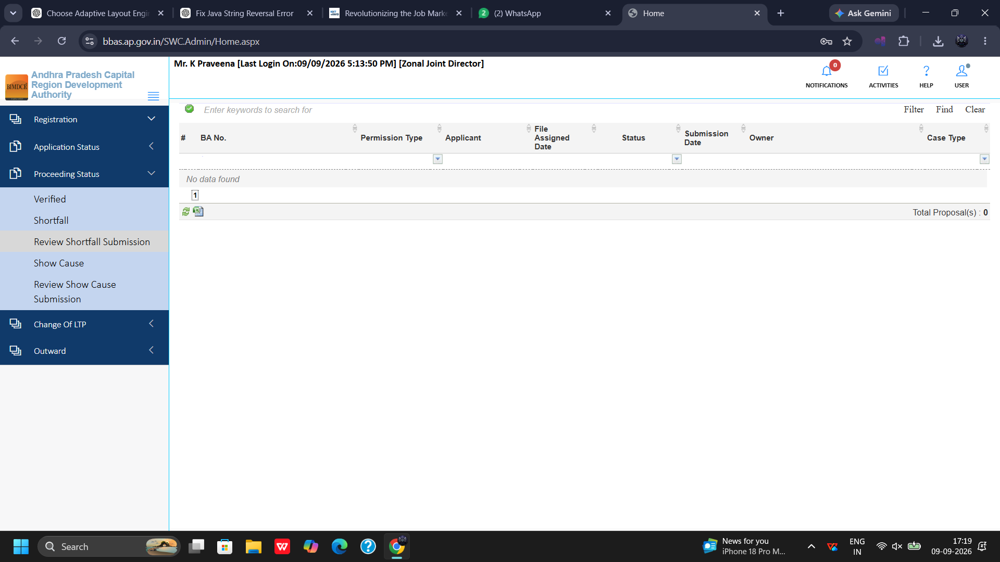 Choose Adaptive Layout Engi
Fix Java String Reversal Error
Revolutionizing the Job Marke
2
(2) WhatsApp
Home
Ask Gemini
bbas.ap.gov.in/SWC.Admin/Home.aspx
BIMDCR
Andhra Pradesh Capital
Region Development
Authority
Mr. K Praveena [Last Login On:09/09/2026 5:13:50 PM] [Zonal Joint Director]
0
NOTIFICATIONS
ACTIVITIES
HELP
USER
Registration
Application Status
Proceeding Status
Verified
Shortfall
Review Shortfall Submission
Show Cause
Review Show Cause
Submission
Change Of LTP
Outward
Enter keywords to search for
Filter Find Clear
# BA No. Permission Type Applicant File Assigned Date Status Submission Date Owner Case Type
No data found
1
Total Proposal(s) : 0
Search
News for you
iPhone 18 Pro M...
ENG
IN
17:19
09-09-2026